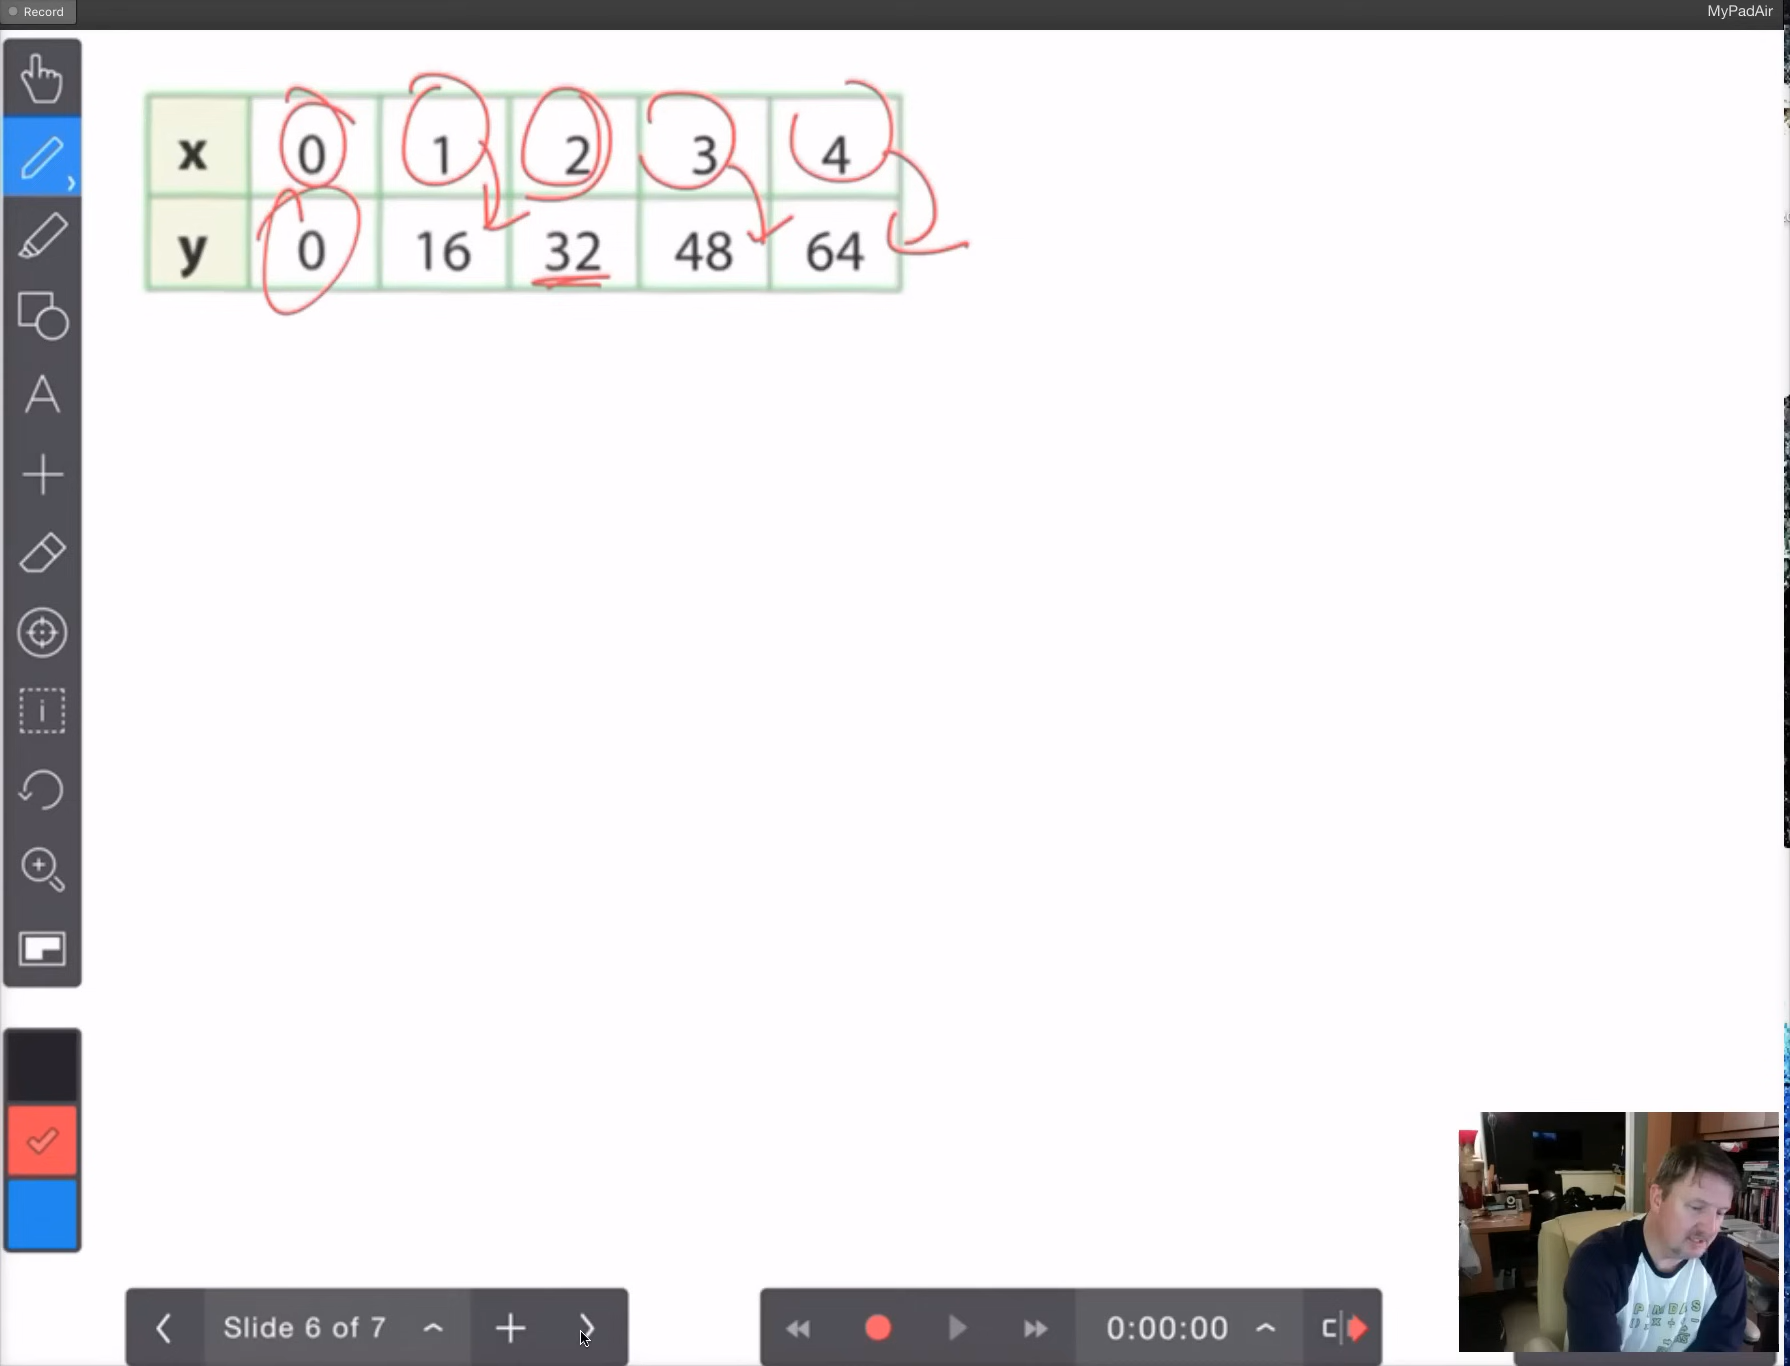 Record
MyPadAir
x 0 1 2 3 4
y 0 16 32 48 64
A
i
Slide 6 of 7
0:00:00